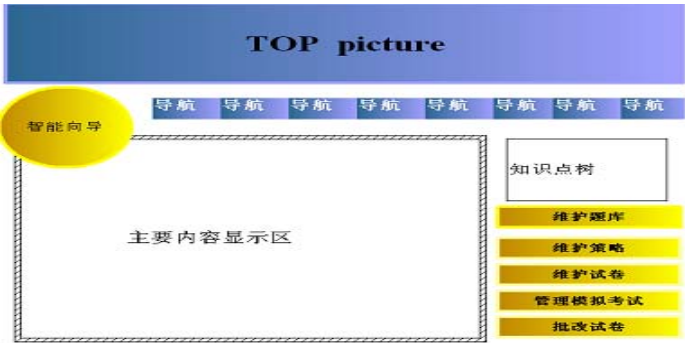 TOP picture
导航 导航 导航 导航 导航 导航 导航 导航
智能向导
知识点树
主要内容显示区
维护题库
维护策略
维护试卷
管理模拟考试
批改试卷